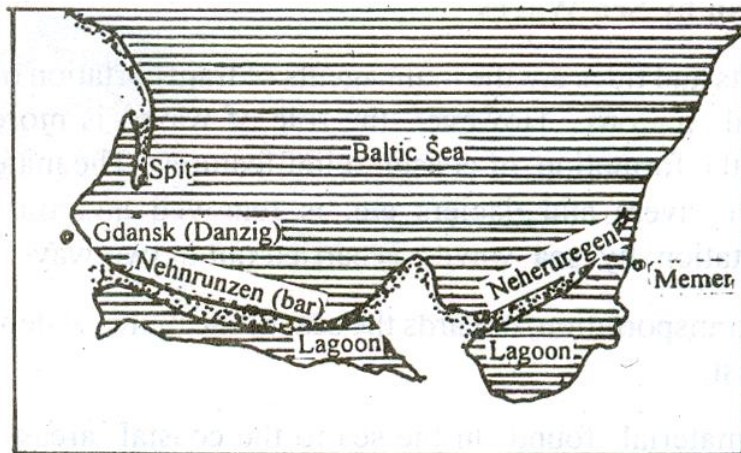 Baltic Sea
Spit
Gdansk (Danzig)
Nehnrunzen (bar)
Neheruregen
Memer
Lagoon
Lagoon